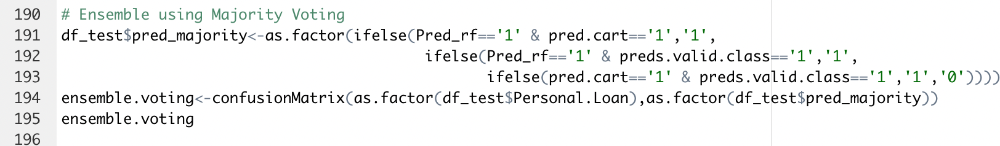 190 # Ensemble using Majority Voting
191 df_test$pred_majority<-as.factor(ifelse(Pred_rf=='1' & pred.cart=='1','1',
192 ifelse(Pred_rf=='1' & preds.valid.class=='1','1',
193 ifelse(pred.cart=='1' & preds.valid.class=='1','1','0'))))
194 ensemble.voting<-confusionMatrix(as.factor(df_test$Personal.Loan),as.factor(df_test$pred_majority))
195 ensemble.voting
196